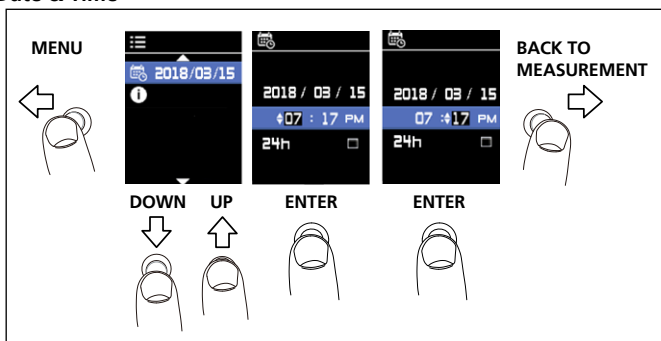 Date & Time
MENU
2018/03/15
2018 / 03 / 15
07 : 17 PM
24h
2018 / 03 / 15
07 : 17 PM
24h
BACK TO
MEASUREMENT
DOWN UP ENTER ENTER